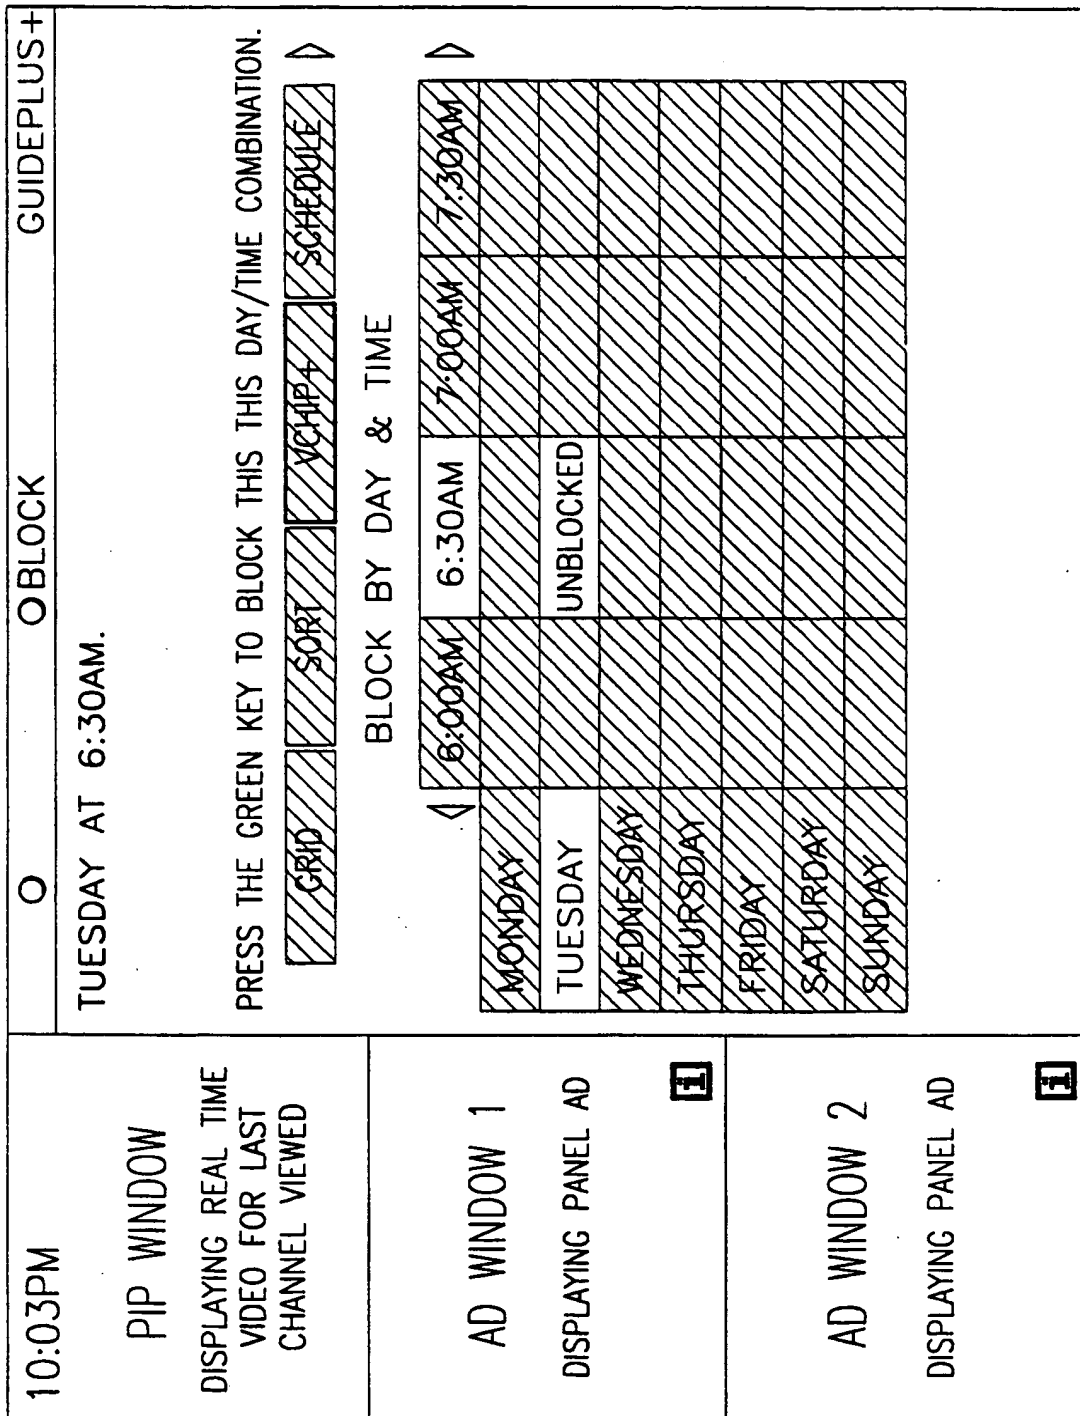 10:03PM
PIP WINDOW
DISPLAYING REAL TIME
VIDEO FOR LAST
CHANNEL VIEWED
AD WINDOW 1
DISPLAYING PANEL AD
i
AD WINDOW 2
DISPLAYING PANEL AD
i
BLOCK GUIDEPLUS+
TUESDAY AT 6:30AM.
PRESS THE GREEN KEY TO BLOCK THIS THIS DAY/TIME COMBINATION.
GRID SORT VCHIP+ SCHEDULE
BLOCK BY DAY & TIME
6:00AM 6:30AM 7:00AM 7:30AM
MONDAY
TUESDAY UNBLOCKED
WEDNESDAY
THURSDAY
FRIDAY
SATURDAY
SUNDAY